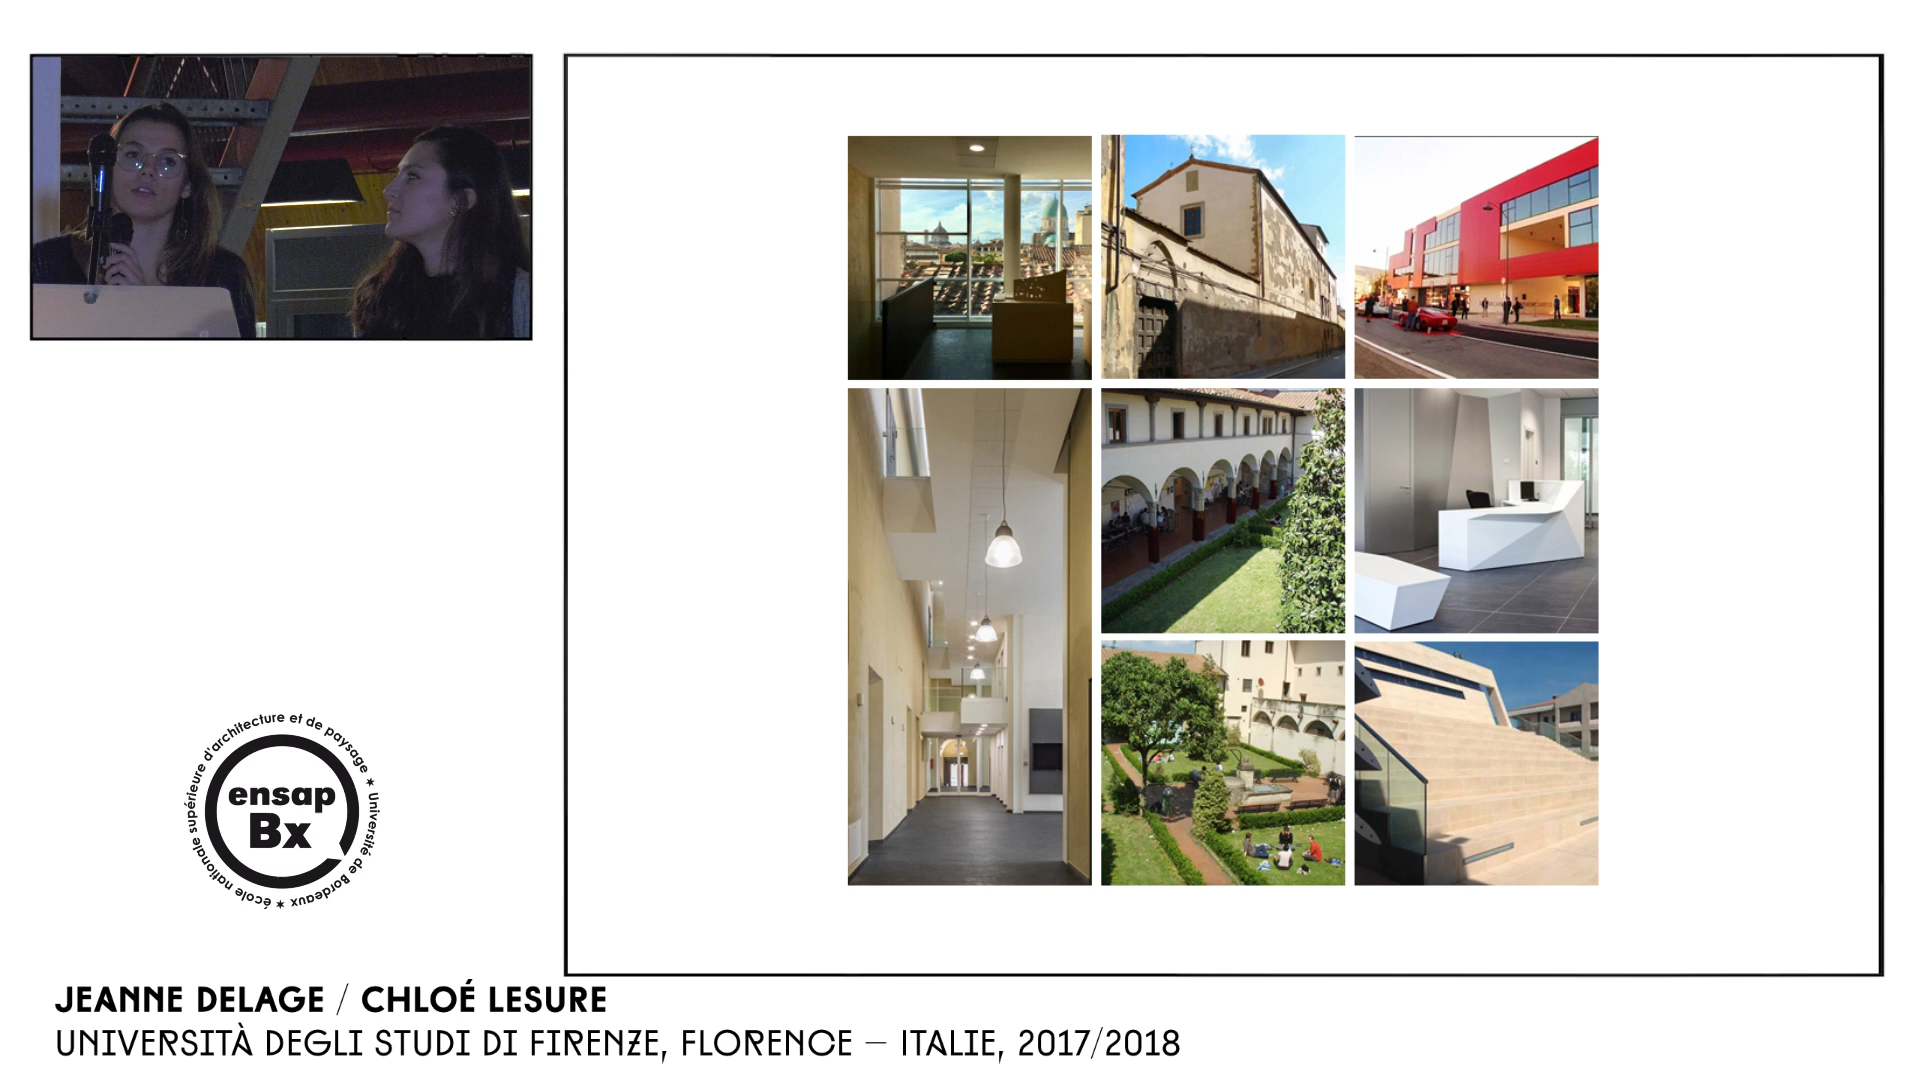 école nationale supérieure d'architecture et de paysage ✶ Université de Bordeaux ✶
ensap
Bx
JEANNE DELAGE / CHLOÉ LESURE
UNIVERSITÀ DEGLI STUDI DI FIRENZE, FLORENCE — ITALIE, 2017/2018